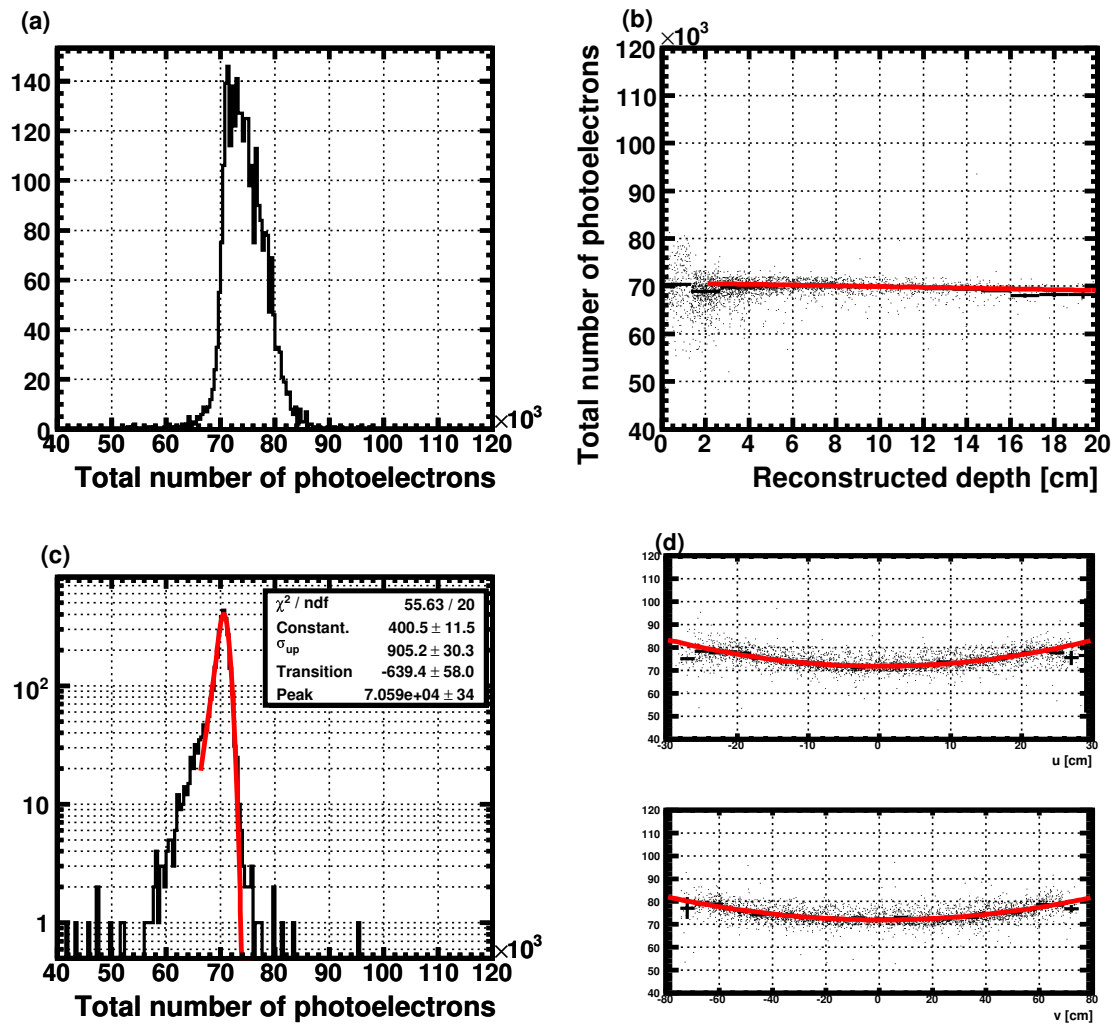 (a)
140
120
100
80
60
40
20
0
40 50 60 70 80 90 100 110 120
×10³
Total number of photoelectrons
(b)
×10³
Total number of photoelectrons
120
110
100
90
80
70
60
50
40
0 2 4 6 8 10 12 14 16 18 20
Reconstructed depth [cm]
(c)
χ² / ndf 55.63 / 20
Constant. 400.5 ± 11.5
σup 905.2 ± 30.3
Transition -639.4 ± 58.0
Peak 7.059e+04 ± 34
10²
10
1
40 50 60 70 80 90 100 110 120
×10³
Total number of photoelectrons
(d)
120
110
100
90
80
70
60
50
40
-30 -20 -10 0 10 20 30
u [cm]
120
110
100
90
80
70
60
50
40
-80 -60 -40 -20 0 20 40 60 80
v [cm]